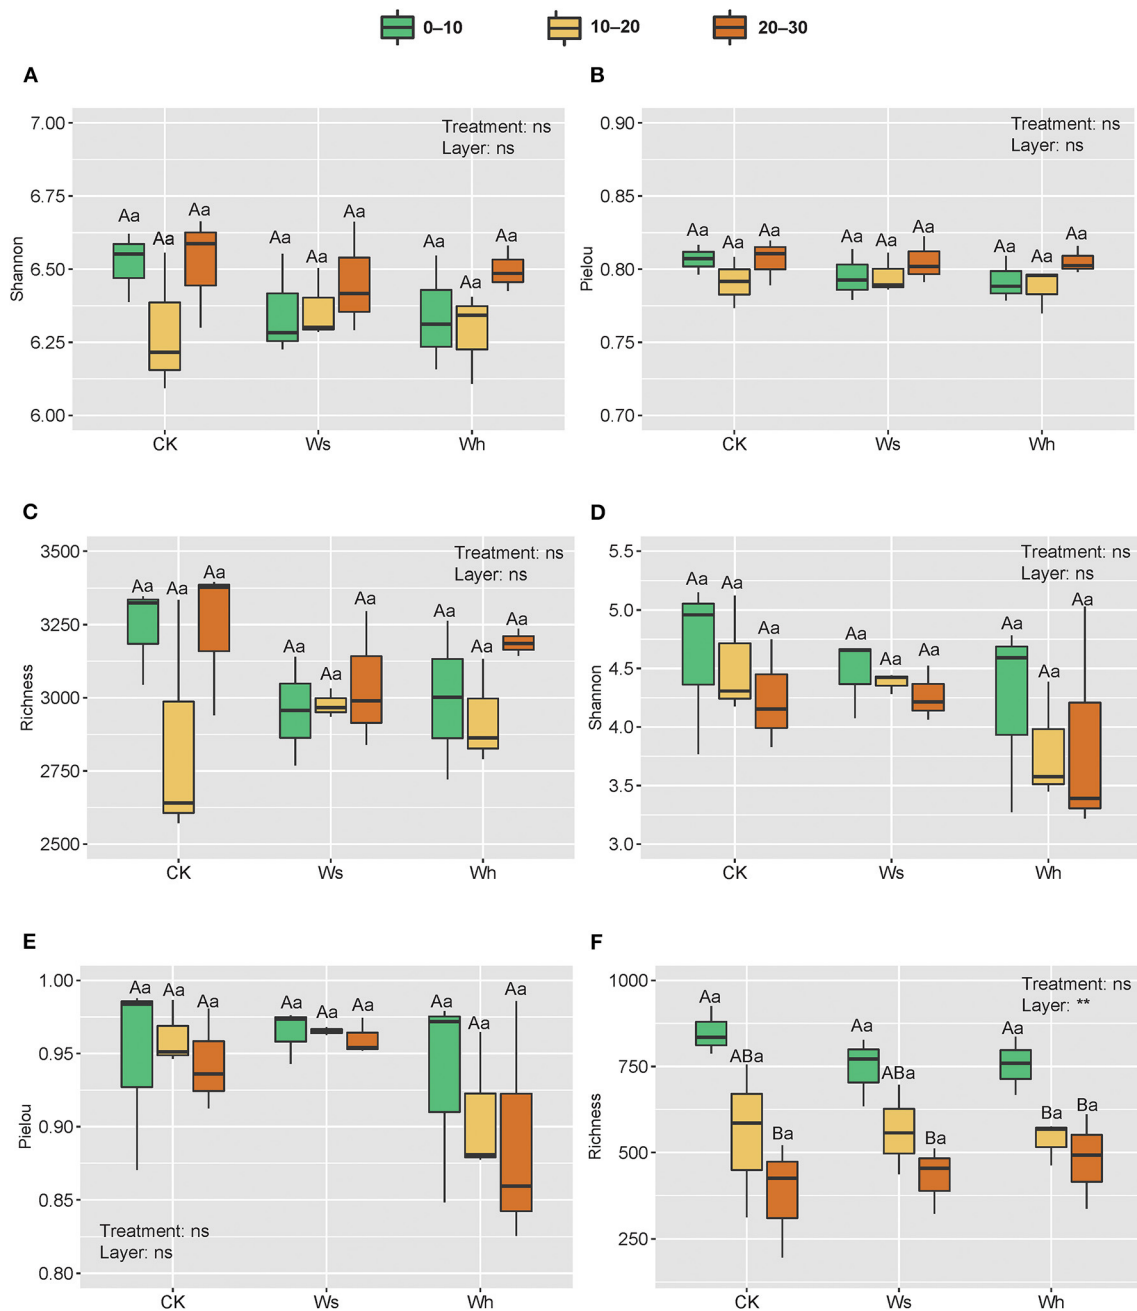 0–10 10–20 20–30
A
Shannon
7.00
6.75
6.50
6.25
6.00
Treatment: ns
Layer: ns
Aa Aa Aa Aa Aa Aa Aa Aa Aa
CK Ws Wh
B
Pielou
0.90
0.85
0.80
0.75
0.70
Treatment: ns
Layer: ns
Aa Aa Aa Aa Aa Aa Aa Aa Aa
CK Ws Wh
C
Richness
3500
3250
3000
2750
2500
Treatment: ns
Layer: ns
Aa Aa Aa Aa Aa Aa Aa Aa Aa
CK Ws Wh
D
Shannon
5.5
5.0
4.5
4.0
3.5
3.0
Treatment: ns
Layer: ns
Aa Aa Aa Aa Aa Aa Aa Aa Aa
CK Ws Wh
E
Pielou
1.00
0.95
0.90
0.85
0.80
Aa Aa Aa Aa Aa Aa Aa Aa Aa
Treatment: ns
Layer: ns
CK Ws Wh
F
Richness
1000
750
500
250
Treatment: ns
Layer: **
Aa ABa Ba Aa ABa Ba Aa Ba Ba
CK Ws Wh